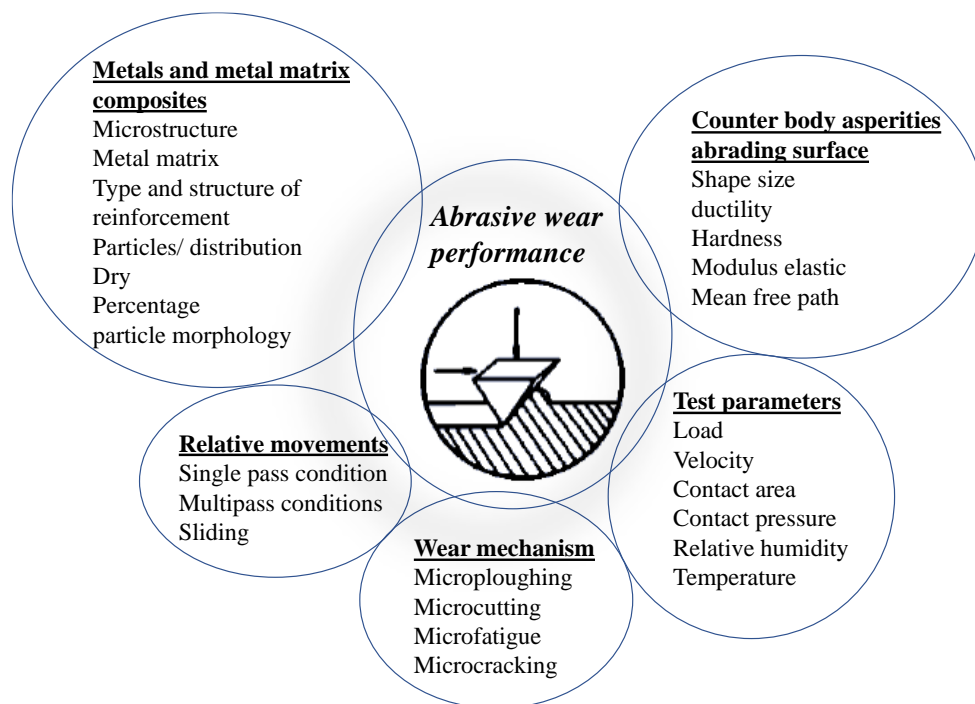 Metals and metal matrix
composites
Microstructure
Metal matrix
Type and structure of
reinforcement
Particles/ distribution
Dry
Percentage
particle morphology
Counter body asperities
abrading surface
Shape size
ductility
Hardness
Modulus elastic
Mean free path
Abrasive wear
performance
Test parameters
Load
Velocity
Contact area
Contact pressure
Relative humidity
Temperature
Relative movements
Single pass condition
Multipass conditions
Sliding
Wear mechanism
Microploughing
Microcutting
Microfatigue
Microcracking